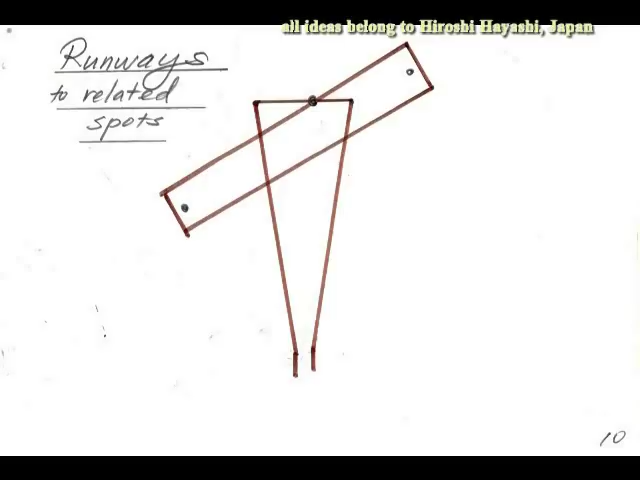 all ideas belong to Hiroshi Hayashi, Japan
Runways
to related
spots
10